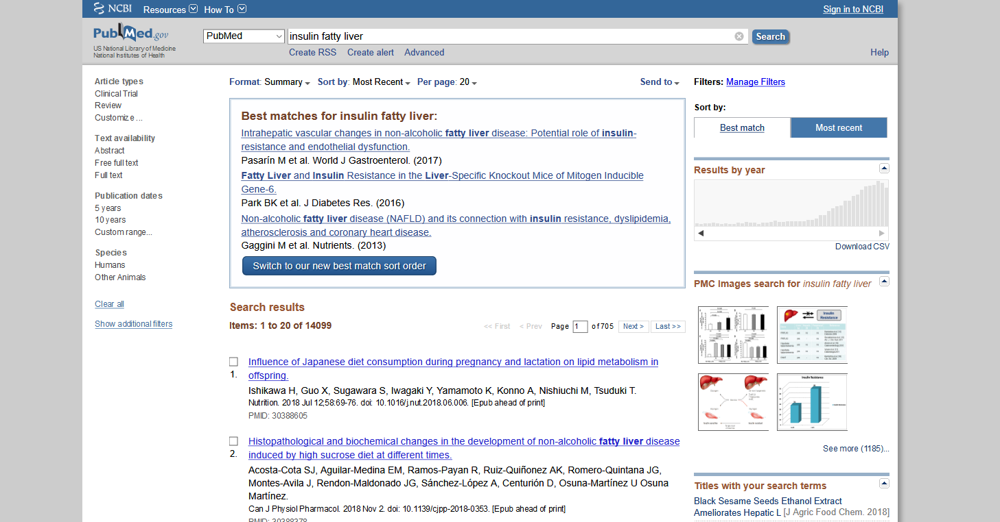 NCBI Resources How To Sign in to NCBI
PubMed.gov
US National Library of Medicine
National Institutes of Health
PubMed insulin fatty liver Search
Create RSS Create alert Advanced Help
Article types
Clinical Trial
Review
Customize ...
Text availability
Abstract
Free full text
Full text
Publication dates
5 years
10 years
Custom range...
Species
Humans
Other Animals
Clear all
Show additional filters
Format: Summary Sort by: Most Recent Per page: 20 Send to
Best matches for insulin fatty liver:
Intrahepatic vascular changes in non-alcoholic fatty liver disease: Potential role of insulin-
resistance and endothelial dysfunction.
Pasarín M et al. World J Gastroenterol. (2017)
Fatty Liver and Insulin Resistance in the Liver-Specific Knockout Mice of Mitogen Inducible
Gene-6.
Park BK et al. J Diabetes Res. (2016)
Non-alcoholic fatty liver disease (NAFLD) and its connection with insulin resistance, dyslipidemia,
atherosclerosis and coronary heart disease.
Gaggini M et al. Nutrients. (2013)
Switch to our new best match sort order
Search results
Items: 1 to 20 of 14099
<< First < Prev Page 1 of 705 Next > Last >>
Influence of Japanese diet consumption during pregnancy and lactation on lipid metabolism in
1. offspring.
Ishikawa H, Guo X, Sugawara S, Iwagaki Y, Yamamoto K, Konno A, Nishiuchi M, Tsuduki T.
Nutrition. 2018 Jul 12;58:69-76. doi: 10.1016/j.nut.2018.06.006. [Epub ahead of print]
PMID: 30388605
Histopathological and biochemical changes in the development of non-alcoholic fatty liver disease
2. induced by high sucrose diet at different times.
Acosta-Cota SJ, Aguilar-Medina EM, Ramos-Payan R, Ruiz-Quiñonez AK, Romero-Quintana JG,
Montes-Avila J, Rendon-Maldonado JG, Sánchez-López A, Centurión D, Osuna-Martínez U Osuna
Martínez.
Can J Physiol Pharmacol. 2018 Nov 2. doi: 10.1139/cjpp-2018-0353. [Epub ahead of print]
PMID: 30388378
Filters: Manage Filters
Sort by:
Best match Most recent
Results by year
Download CSV
PMC Images search for insulin fatty liver
Insulin
Resistance
Insulin Resistance
See more (1185)...
Titles with your search terms
Black Sesame Seeds Ethanol Extract
Ameliorates Hepatic L [J Agric Food Chem. 2018]